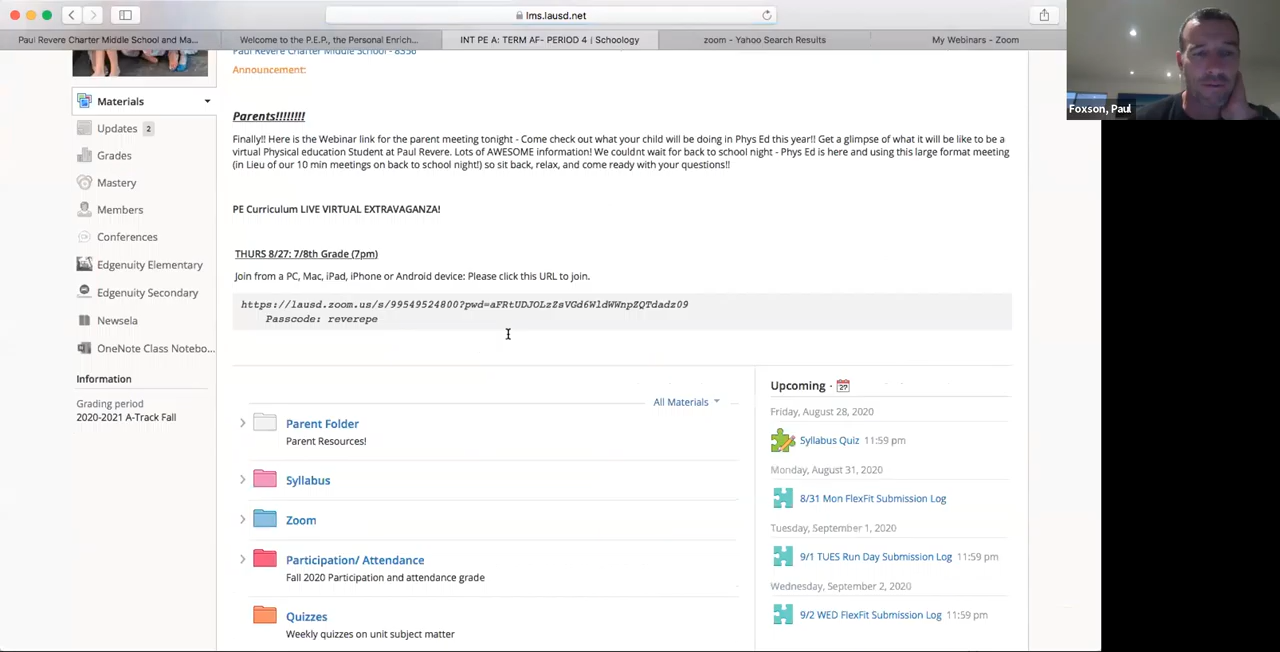 lms.lausd.net
Paul Revere Charter Middle School and Ma...
Welcome to the P.E.P., the Personal Enrich...
INT PE A: TERM AF- PERIOD 4 | Schoology
zoom - Yahoo Search Results
My Webinars - Zoom
Foxson, Paul
Paul Revere Charter Middle School - 8356
Announcement:
Materials
Updates 2
Grades
Mastery
Members
Conferences
Edgenuity Elementary
Edgenuity Secondary
Newsela
OneNote Class Notebo...
Information
Grading period
2020-2021 A-Track Fall
Parents!!!!!!!!
Finally!! Here is the Webinar link for the parent meeting tonight - Come check out what your child will be doing in Phys Ed this year!! Get a glimpse of what it will be like to be a
virtual Physical education Student at Paul Revere. Lots of AWESOME information! We couldnt wait for back to school night - Phys Ed is here and using this large format meeting
(in Lieu of our 10 min meetings on back to school night!) so sit back, relax, and come ready with your questions!!
PE Curriculum LIVE VIRTUAL EXTRAVAGANZA!
THURS 8/27: 7/8th Grade (7pm)
Join from a PC, Mac, iPad, iPhone or Android device: Please click this URL to join.
https://lausd.zoom.us/s/99549524800?pwd=aFRtUDJOLzZsVGd6WldWWnpZQTdadz09
Passcode: reverepe
All Materials
Parent Folder
Parent Resources!
Syllabus
Zoom
Participation/ Attendance
Fall 2020 Participation and attendance grade
Quizzes
Weekly quizzes on unit subject matter
Upcoming · 27
Friday, August 28, 2020
Syllabus Quiz 11:59 pm
Monday, August 31, 2020
8/31 Mon FlexFit Submission Log
Tuesday, September 1, 2020
9/1 TUES Run Day Submission Log 11:59 pm
Wednesday, September 2, 2020
9/2 WED FlexFit Submission Log 11:59 pm